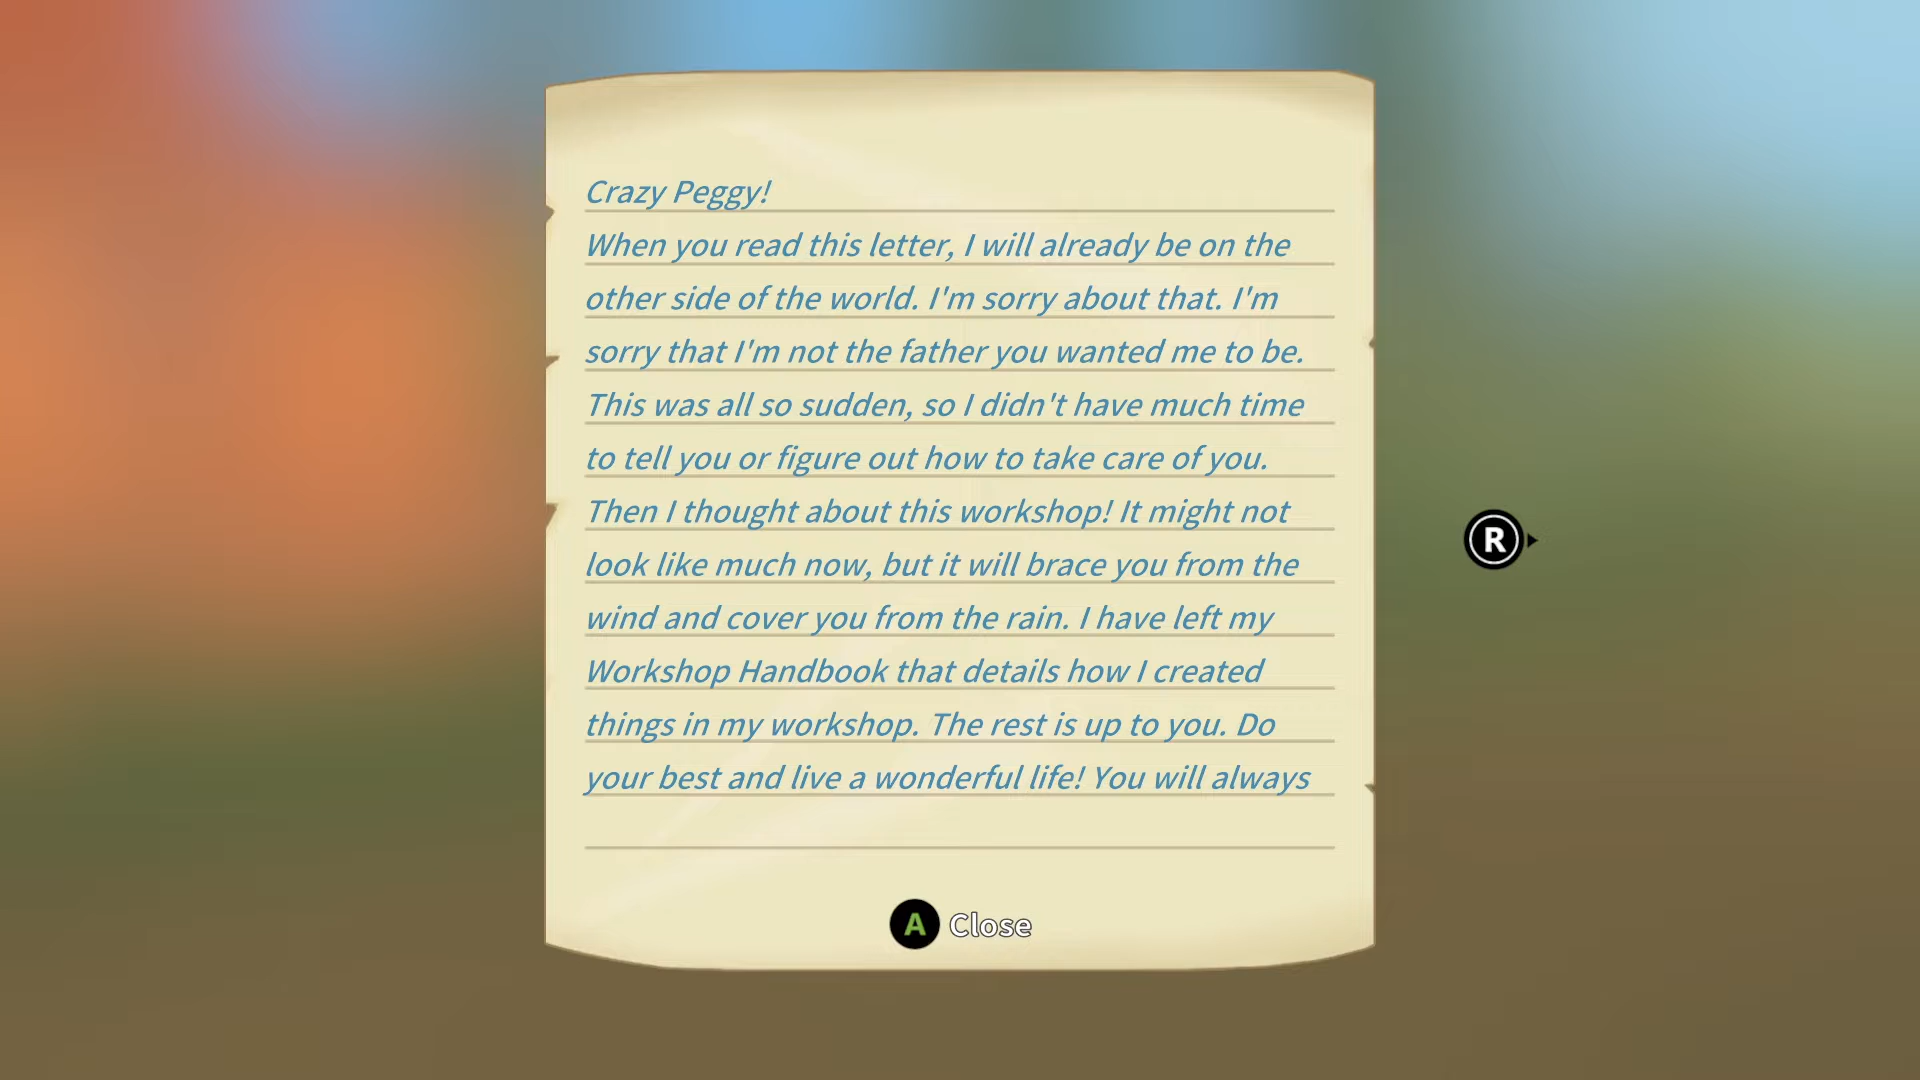 Crazy Peggy!
When you read this letter, I will already be on the
other side of the world. I'm sorry about that. I'm
sorry that I'm not the father you wanted me to be.
This was all so sudden, so I didn't have much time
to tell you or figure out how to take care of you.
Then I thought about this workshop! It might not
look like much now, but it will brace you from the
wind and cover you from the rain. I have left my
Workshop Handbook that details how I created
things in my workshop. The rest is up to you. Do
your best and live a wonderful life! You will always
R
A Close